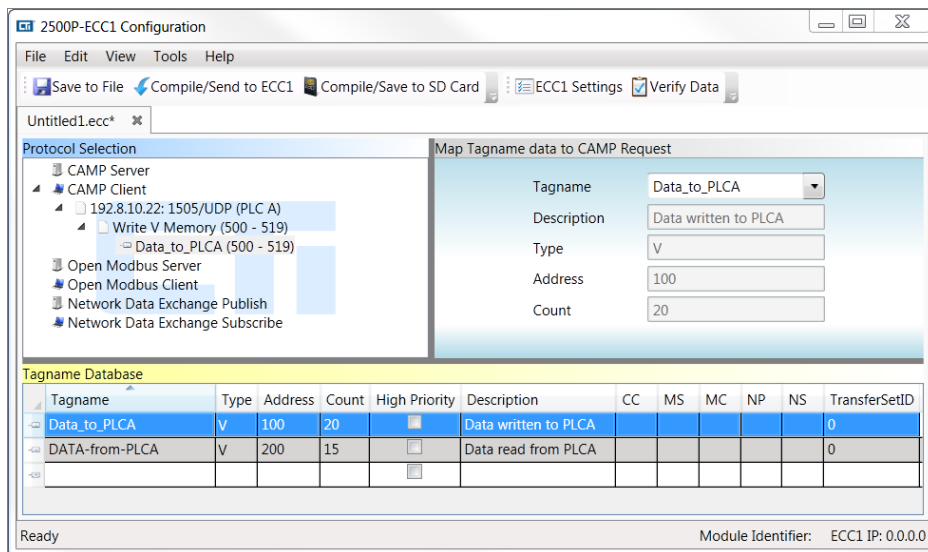 CTI 2500P-ECC1 Configuration
File Edit View Tools Help
Save to File Compile/Send to ECC1 Compile/Save to SD Card ECC1 Settings Verify Data
Untitled1.ecc*
Protocol Selection
CAMP Server
CAMP Client
192.8.10.22: 1505/UDP (PLC A)
Write V Memory (500 - 519)
Data_to_PLCA (500 - 519)
Open Modbus Server
Open Modbus Client
Network Data Exchange Publish
Network Data Exchange Subscribe
Map Tagname data to CAMP Request
Tagname Data_to_PLCA
Description Data written to PLCA
Type V
Address 100
Count 20
Tagname Database
Tagname Type Address Count High Priority Description CC MS MC NP NS TransferSetID
Data_to_PLCA V 100 20 Data written to PLCA 0
DATA-from-PLCA V 200 15 Data read from PLCA 0
Ready Module Identifier: ECC1 IP: 0.0.0.0